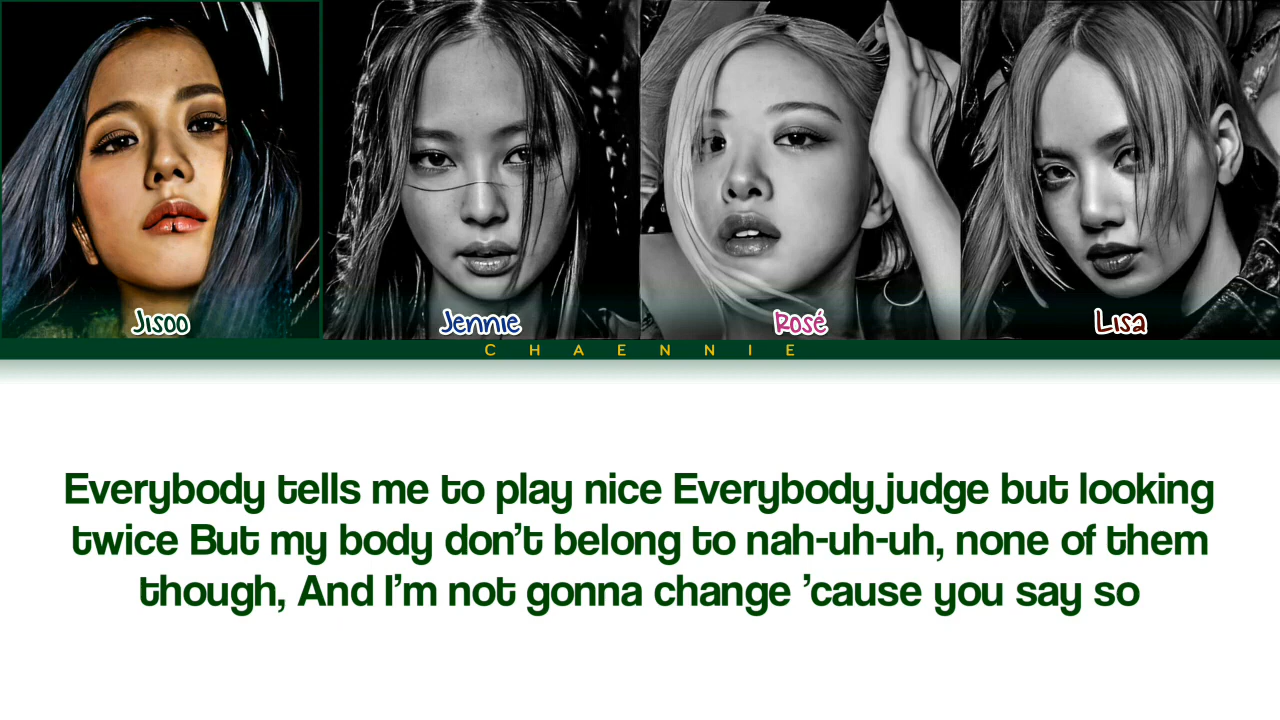 Jisoo Jennie Rosé Lisa
CHAENNIE
Everybody tells me to play nice Everybody judge but looking
twice But my body don’t belong to nah-uh-uh, none of them
though, And I’m not gonna change ’cause you say so